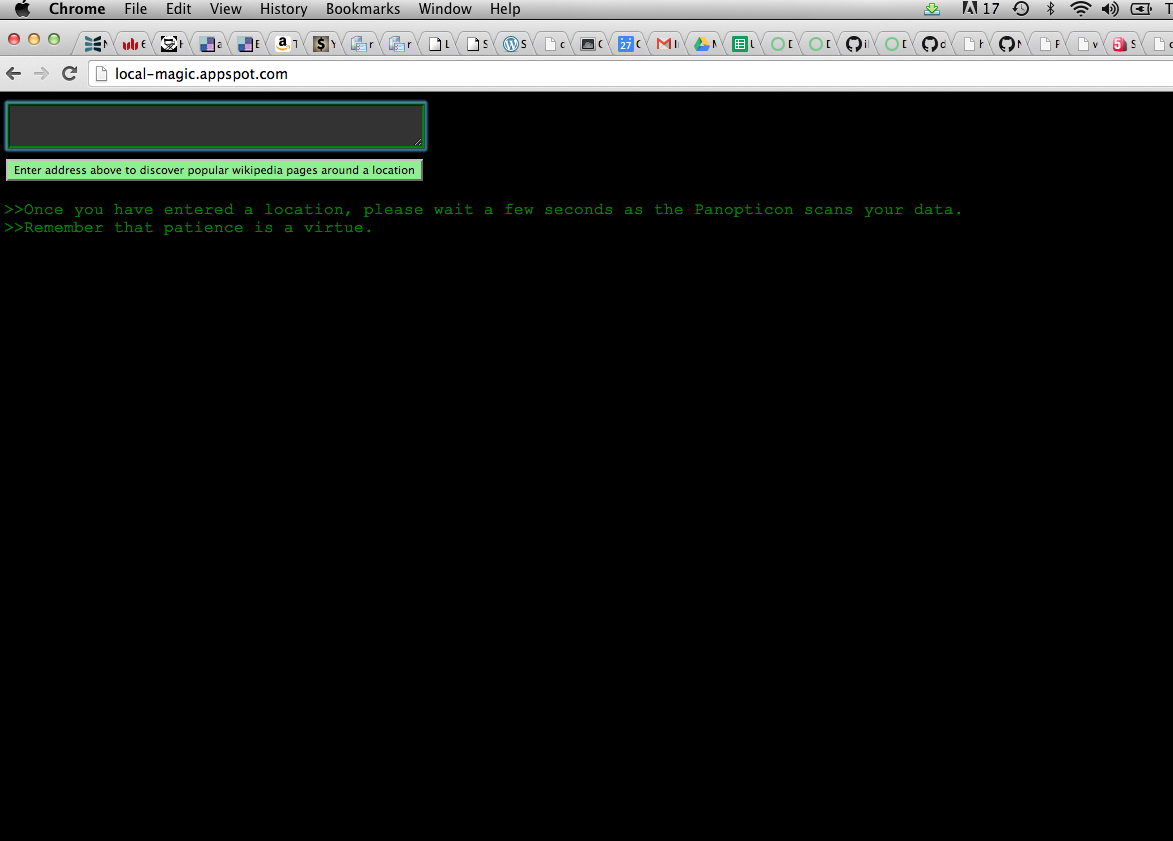 Chrome File Edit View History Bookmarks Window Help 17
local-magic.appspot.com
Enter address above to discover popular wikipedia pages around a location
>>Once you have entered a location, please wait a few seconds as the Panopticon scans your data.
>>Remember that patience is a virtue.